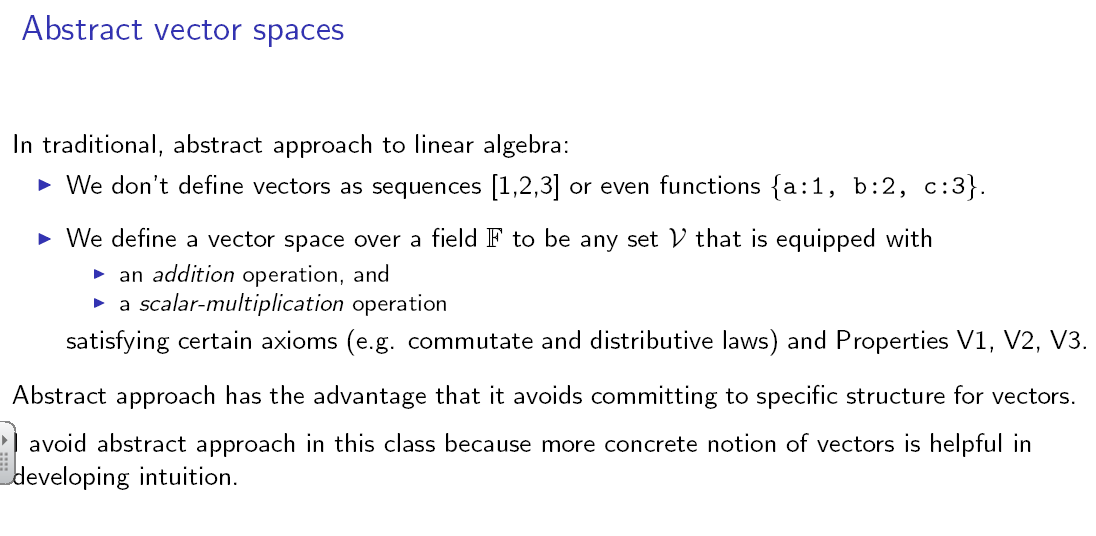 Abstract vector spaces
In traditional, abstract approach to linear algebra:
▶ We don't define vectors as sequences [1,2,3] or even functions {a:1, b:2, c:3}.
▶ We define a vector space over a field 𝔽 to be any set 𝒱 that is equipped with
▶ an addition operation, and
▶ a scalar-multiplication operation
satisfying certain axioms (e.g. commutate and distributive laws) and Properties V1, V2, V3.
Abstract approach has the advantage that it avoids committing to specific structure for vectors.
I avoid abstract approach in this class because more concrete notion of vectors is helpful in
developing intuition.